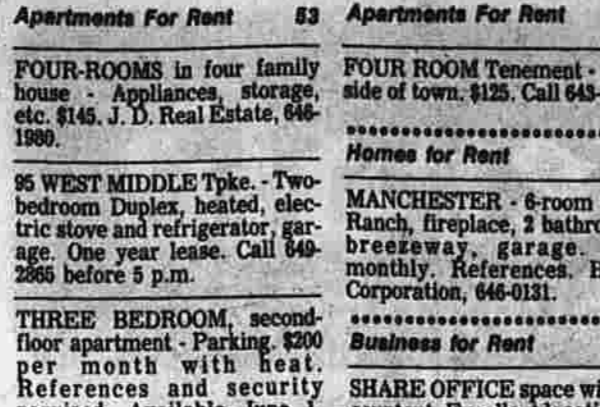 Apartments For Rent 53
FOUR-ROOMS in four family
house - Appliances, storage,
etc. $145. J. D. Real Estate, 646-
1980.
95 WEST MIDDLE Tpke. - Two-
bedroom Duplex, heated, elec-
tric stove and refrigerator, gar-
age. One year lease. Call 649-
2865 before 5 p.m.
THREE BEDROOM, second-
floor apartment - Parking. $200
per month with heat.
References and security
Apartments For Rent
FOUR ROOM Tenement -
side of town. $125. Call 643-
Homes for Rent
MANCHESTER - 6-room
Ranch, fireplace, 2 bathro
breezeway, garage.
monthly. References. B
Corporation, 646-0131.
Business for Rent
SHARE OFFICE space wi